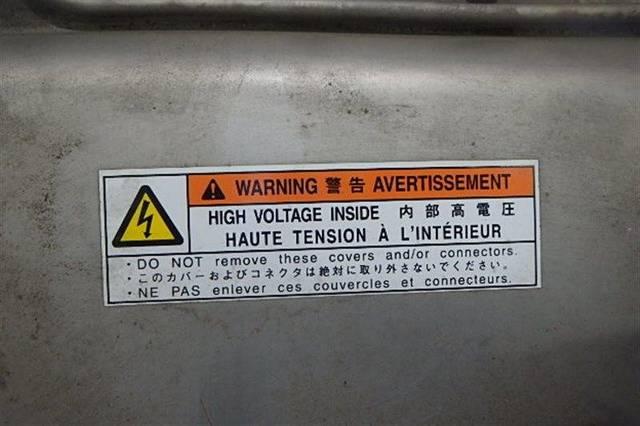 WARNING 警告 AVERTISSEMENT
HIGH VOLTAGE INSIDE 内部高電圧
HAUTE TENSION À L'INTÉRIEUR
・DO NOT remove these covers and/or connectors.
・このカバーおよびコネクタは絶対に取り外さないでください。
・NE PAS enlever ces couvercles et connecteurs.